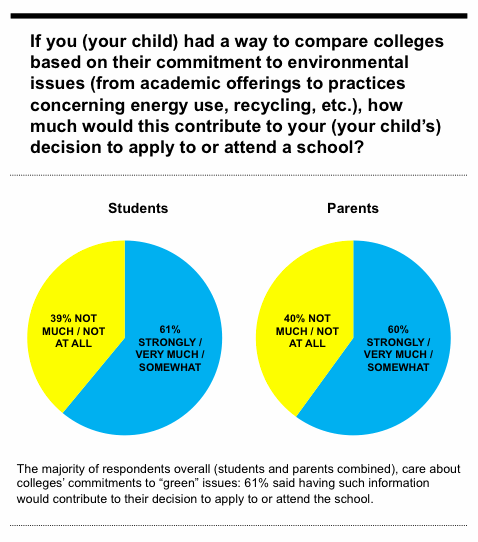 If you (your child) had a way to compare colleges
based on their commitment to environmental
issues (from academic offerings to practices
concerning energy use, recycling, etc.), how
much would this contribute to your (your child’s)
decision to apply to or attend a school?
Students
39% NOT
MUCH / NOT
AT ALL
61%
STRONGLY /
VERY MUCH /
SOMEWHAT
Parents
40% NOT
MUCH / NOT
AT ALL
60%
STRONGLY /
VERY MUCH /
SOMEWHAT
The majority of respondents overall (students and parents combined), care about
colleges’ commitments to “green” issues: 61% said having such information
would contribute to their decision to apply to or attend the school.